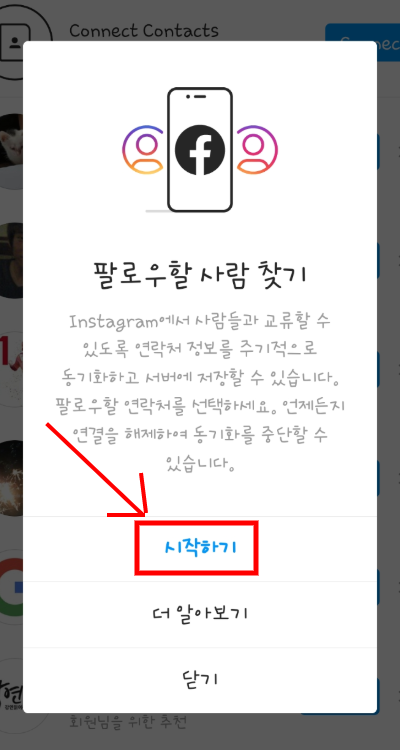 Connect Contacts
Connec
팔로우할 사람 찾기
Instagram에서 사람들과 교류할 수
있도록 연락처 정보를 주기적으로
동기화하고 서버에 저장할 수 있습니다.
팔로우할 연락처를 선택하세요. 언제든지
연결을 해제하여 동기화를 중단할 수
있습니다.
시작하기
더 알아보기
닫기
회원님을 위한 추천